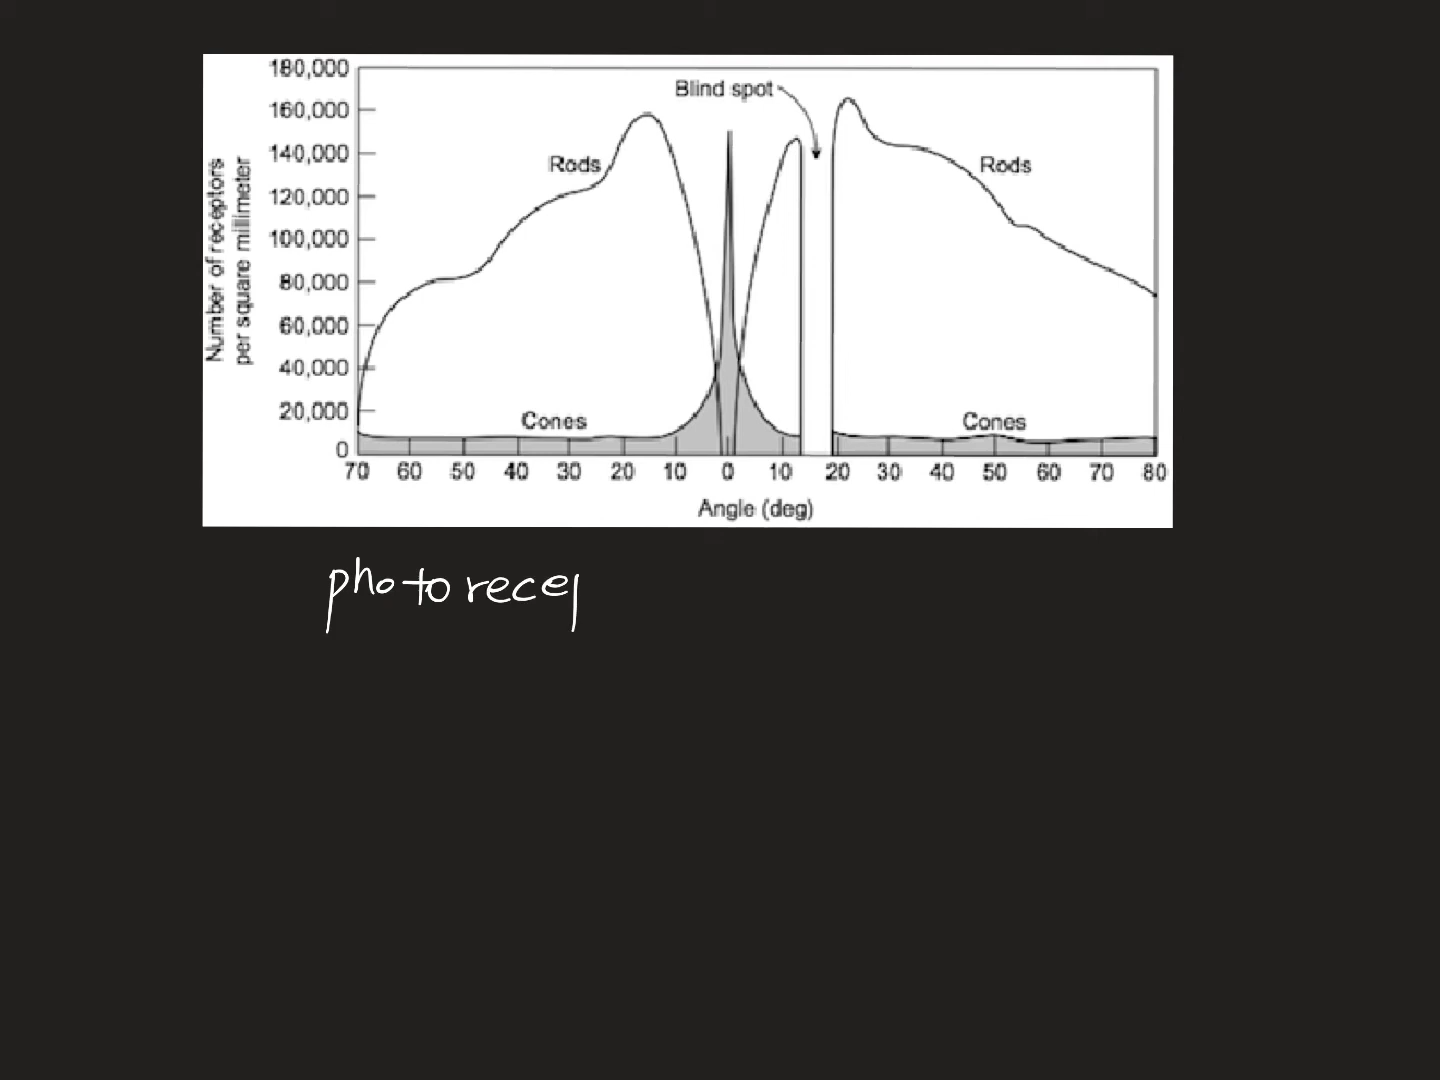 180,000
160,000
140,000
120,000
100,000
80,000
60,000
40,000
20,000
0
Number of receptors
per square millimeter
Blind spot
Rods
Rods
Cones
Cones
70 60 50 40 30 20 10 0 10 20 30 40 50 60 70 80
Angle (deg)
photo recep